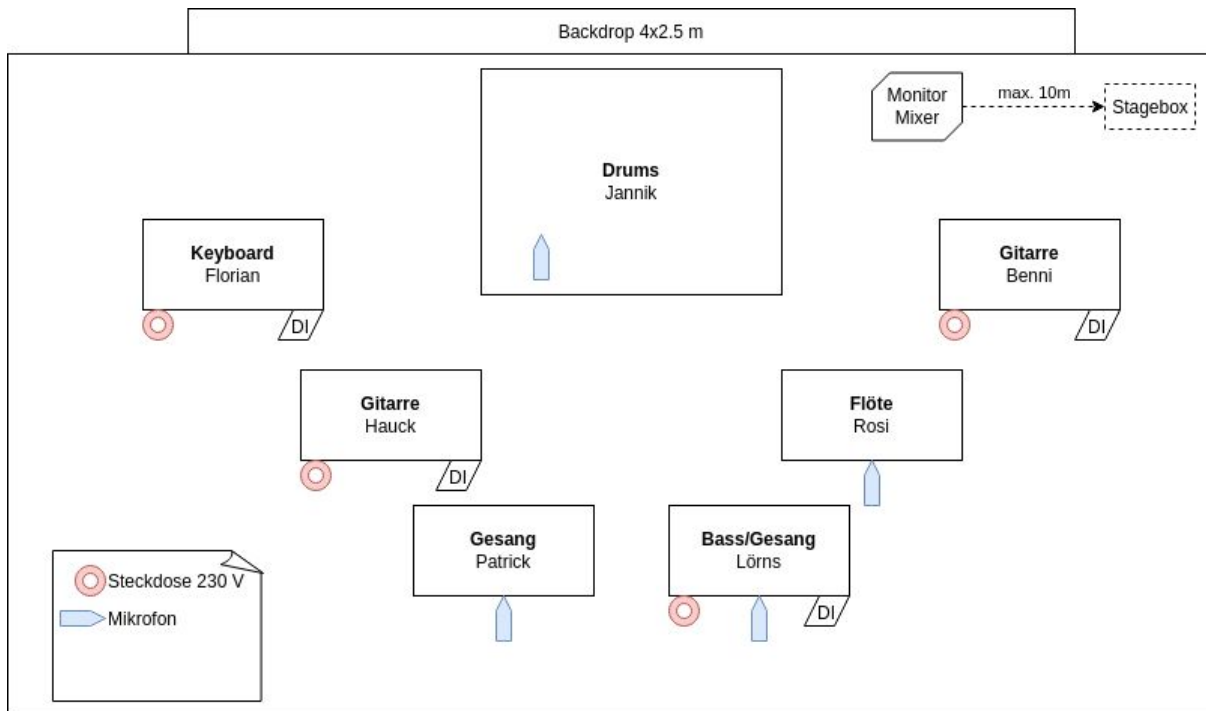 Backdrop 4x2.5 m
Monitor
Mixer
max. 10m
Stagebox
Drums
Jannik
Keyboard
Florian
DI
Gitarre
Benni
DI
Gitarre
Hauck
DI
Flöte
Rosi
Gesang
Patrick
Bass/Gesang
Lörns
DI
Steckdose 230 V
Mikrofon